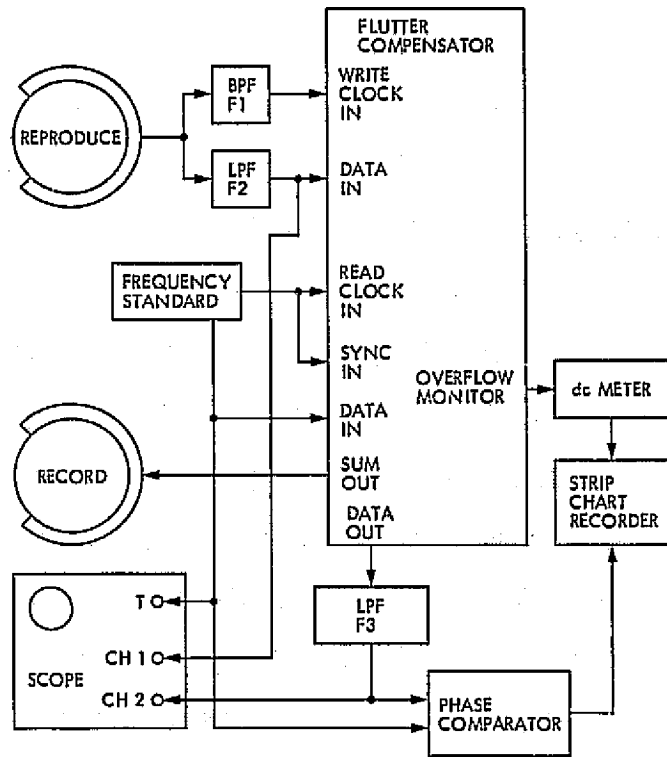 FLUTTER
COMPENSATOR
REPRODUCE
BPF
F1
WRITE
CLOCK
IN
LPF
F2
DATA
IN
FREQUENCY
STANDARD
READ
CLOCK
IN
SYNC
IN
OVERFLOW
MONITOR
dc METER
DATA
IN
RECORD
SUM
OUT
STRIP
CHART
RECORDER
DATA
OUT
LPF
F3
T
CH 1
SCOPE
CH 2
PHASE
COMPARATOR